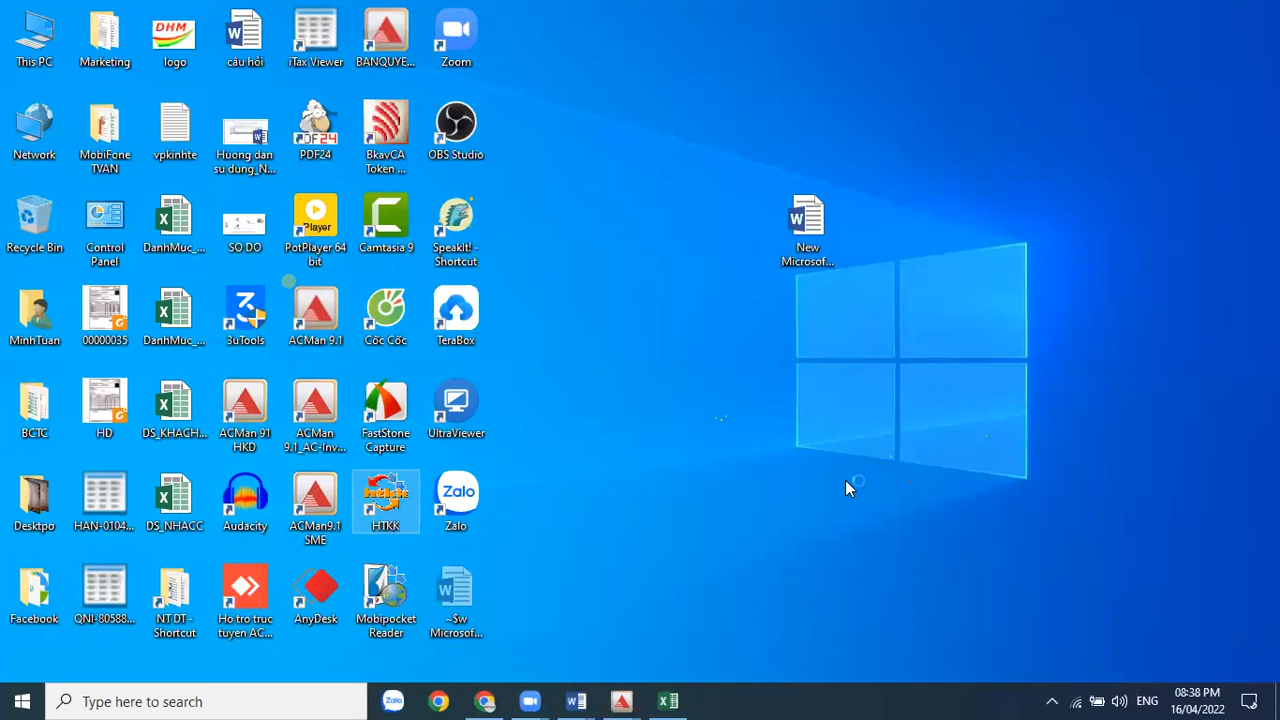 This PC
Marketing
DHM
logo
câu hỏi
iTax Viewer
BANQUYE...
Zoom
Network
MobiFone
TVAN
vpkinhte
Huong dan
su dung_N...
PDF24
PDF24
BkavCA
Token ...
OBS Studio
Recycle Bin
Control
Panel
DanhMuc_...
SO DO
Player
PotPlayer 64
bit
Camtasia 9
SpeakIt! -
Shortcut
New
Microsof...
MinhTuan
00000035
DanhMuc_...
3uTools
ACMan 9.1
Cốc Cốc
TeraBox
BCTC
HD
DS_KHACH...
ACMan 91
HKD
ACMan
9.1_AC-Inv...
FastStone
Capture
UltraViewer
Desktpo
HAN-0104...
DS_NHACC
Audacity
ACMan9.1
SME
HTKK
HTKK
Zalo
Zalo
Facebook
QNI-80588...
NT DT -
Shortcut
Ho tro truc
tuyen AC...
AnyDesk
Mobipocket
Reader
~$w
Microsof...
Type here to search
Zalo
ENG
08:38 PM
16/04/2022